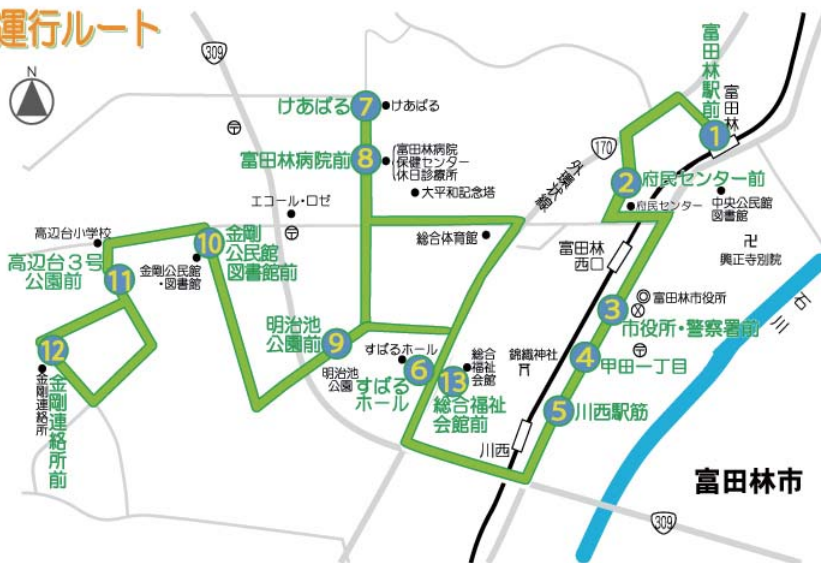 運行ルート
309
N
けあぱる
7
けあぱる
富田林病院前
8
富田林病院
保健センター
休日診療所
大平和記念塔
エコール・ロゼ
170
外環状線
富田林駅前
富田林
1
2
府民センター前
府民センター
中央公民館
図書館
卍
興正寺別院
高辺台小学校
高辺台3号
公園前
11
金剛公民館
・図書館
10
金剛
公民館
図書館前
総合体育館
富田林
西口
富田林市役所
3
市役所・警察署前
石川
12
金剛連絡所
金剛連絡所前
明治池
公園前
9
明治池
公園
すばるホール
6
すばる
ホール
13
総合
福祉
会館
総合福祉
会館前
錦織神社
4
甲田一丁目
5
川西駅筋
川西
富田林市
309